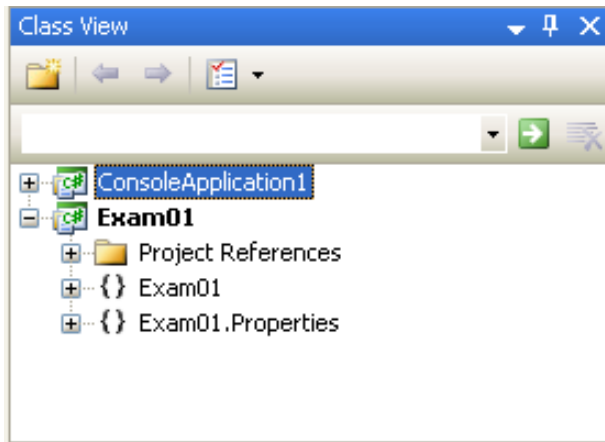 Class View
C# ConsoleApplication1
C# Exam01
Project References
{} Exam01
{} Exam01.Properties